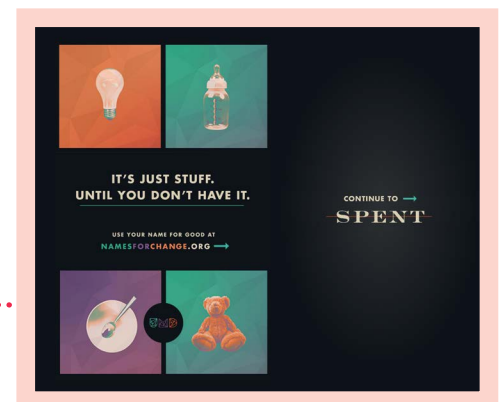 IT'S JUST STUFF.
UNTIL YOU DON'T HAVE IT.
USE YOUR NAME FOR GOOD AT
NAMESFORCHANGE.ORG
CONTINUE TO
SPENT
UMD